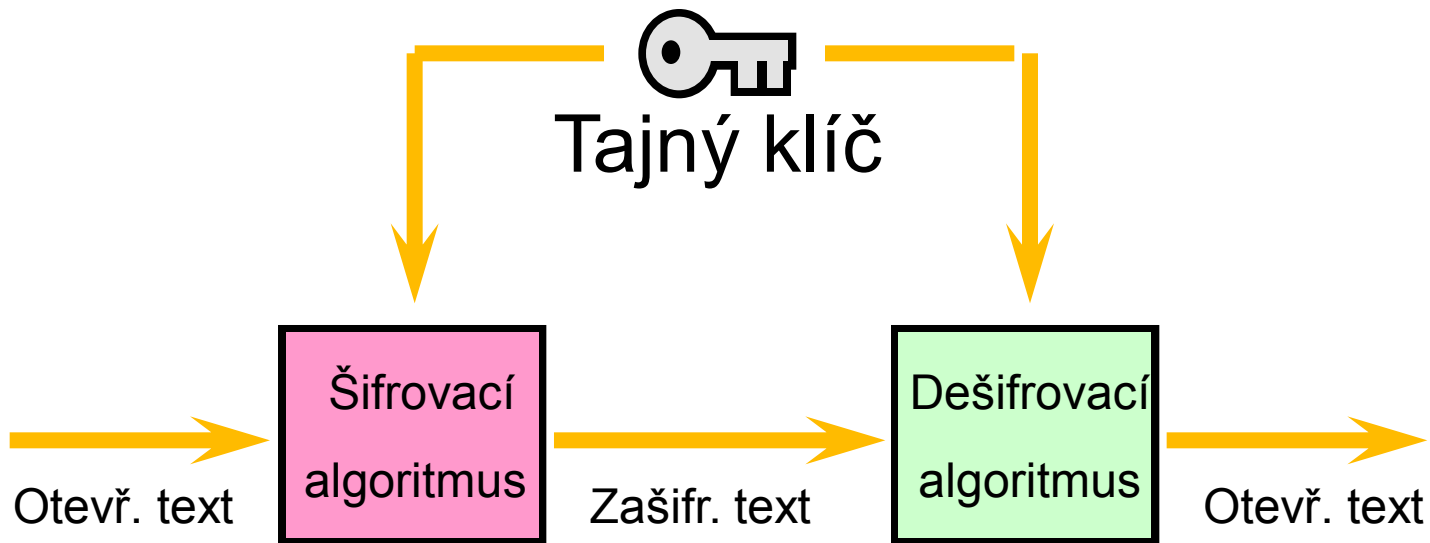 Tajný klíč
Šifrovací
algoritmus
Dešifrovací
algoritmus
Otevř. text
Zašifr. text
Otevř. text